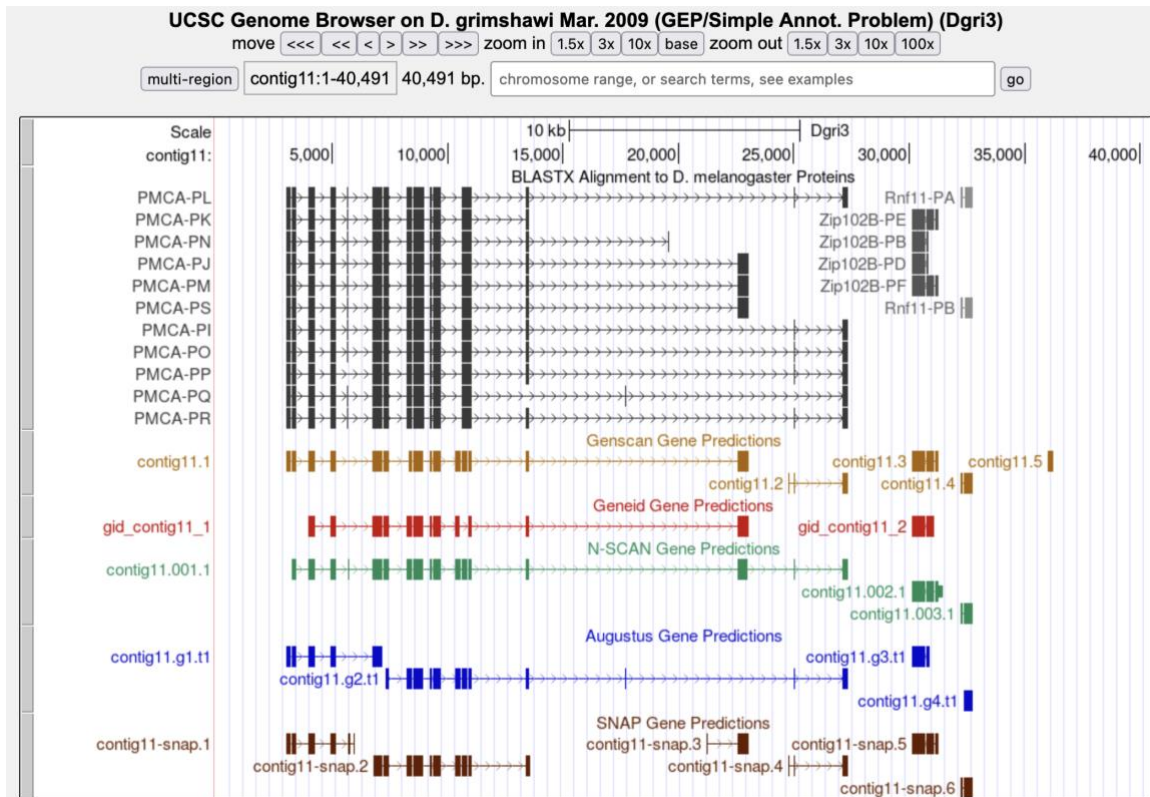 UCSC Genome Browser on D. grimshawi Mar. 2009 (GEP/Simple Annot. Problem) (Dgri3)
move <<< << < > >> >>> zoom in 1.5x 3x 10x base zoom out 1.5x 3x 10x 100x
multi-region contig11:1-40,491 40,491 bp. chromosome range, or search terms, see examples go
Scale 10 kb Dgri3
contig11: 5,000 10,000 15,000 20,000 25,000 30,000 35,000 40,000
BLASTX Alignment to D. melanogaster Proteins
PMCA-PL Rnf11-PA
PMCA-PK Zip102B-PE
PMCA-PN Zip102B-PB
PMCA-PJ Zip102B-PD
PMCA-PM Zip102B-PF
PMCA-PS Rnf11-PB
PMCA-PI
PMCA-PO
PMCA-PP
PMCA-PQ
PMCA-PR
Genscan Gene Predictions
contig11.1 contig11.3 contig11.5
contig11.2 contig11.4
Geneid Gene Predictions
gid_contig11_1 gid_contig11_2
N-SCAN Gene Predictions
contig11.001.1
contig11.002.1
contig11.003.1
Augustus Gene Predictions
contig11.g1.t1 contig11.g3.t1
contig11.g2.t1
contig11.g4.t1
SNAP Gene Predictions
contig11-snap.1 contig11-snap.3 contig11-snap.5
contig11-snap.2 contig11-snap.4
contig11-snap.6